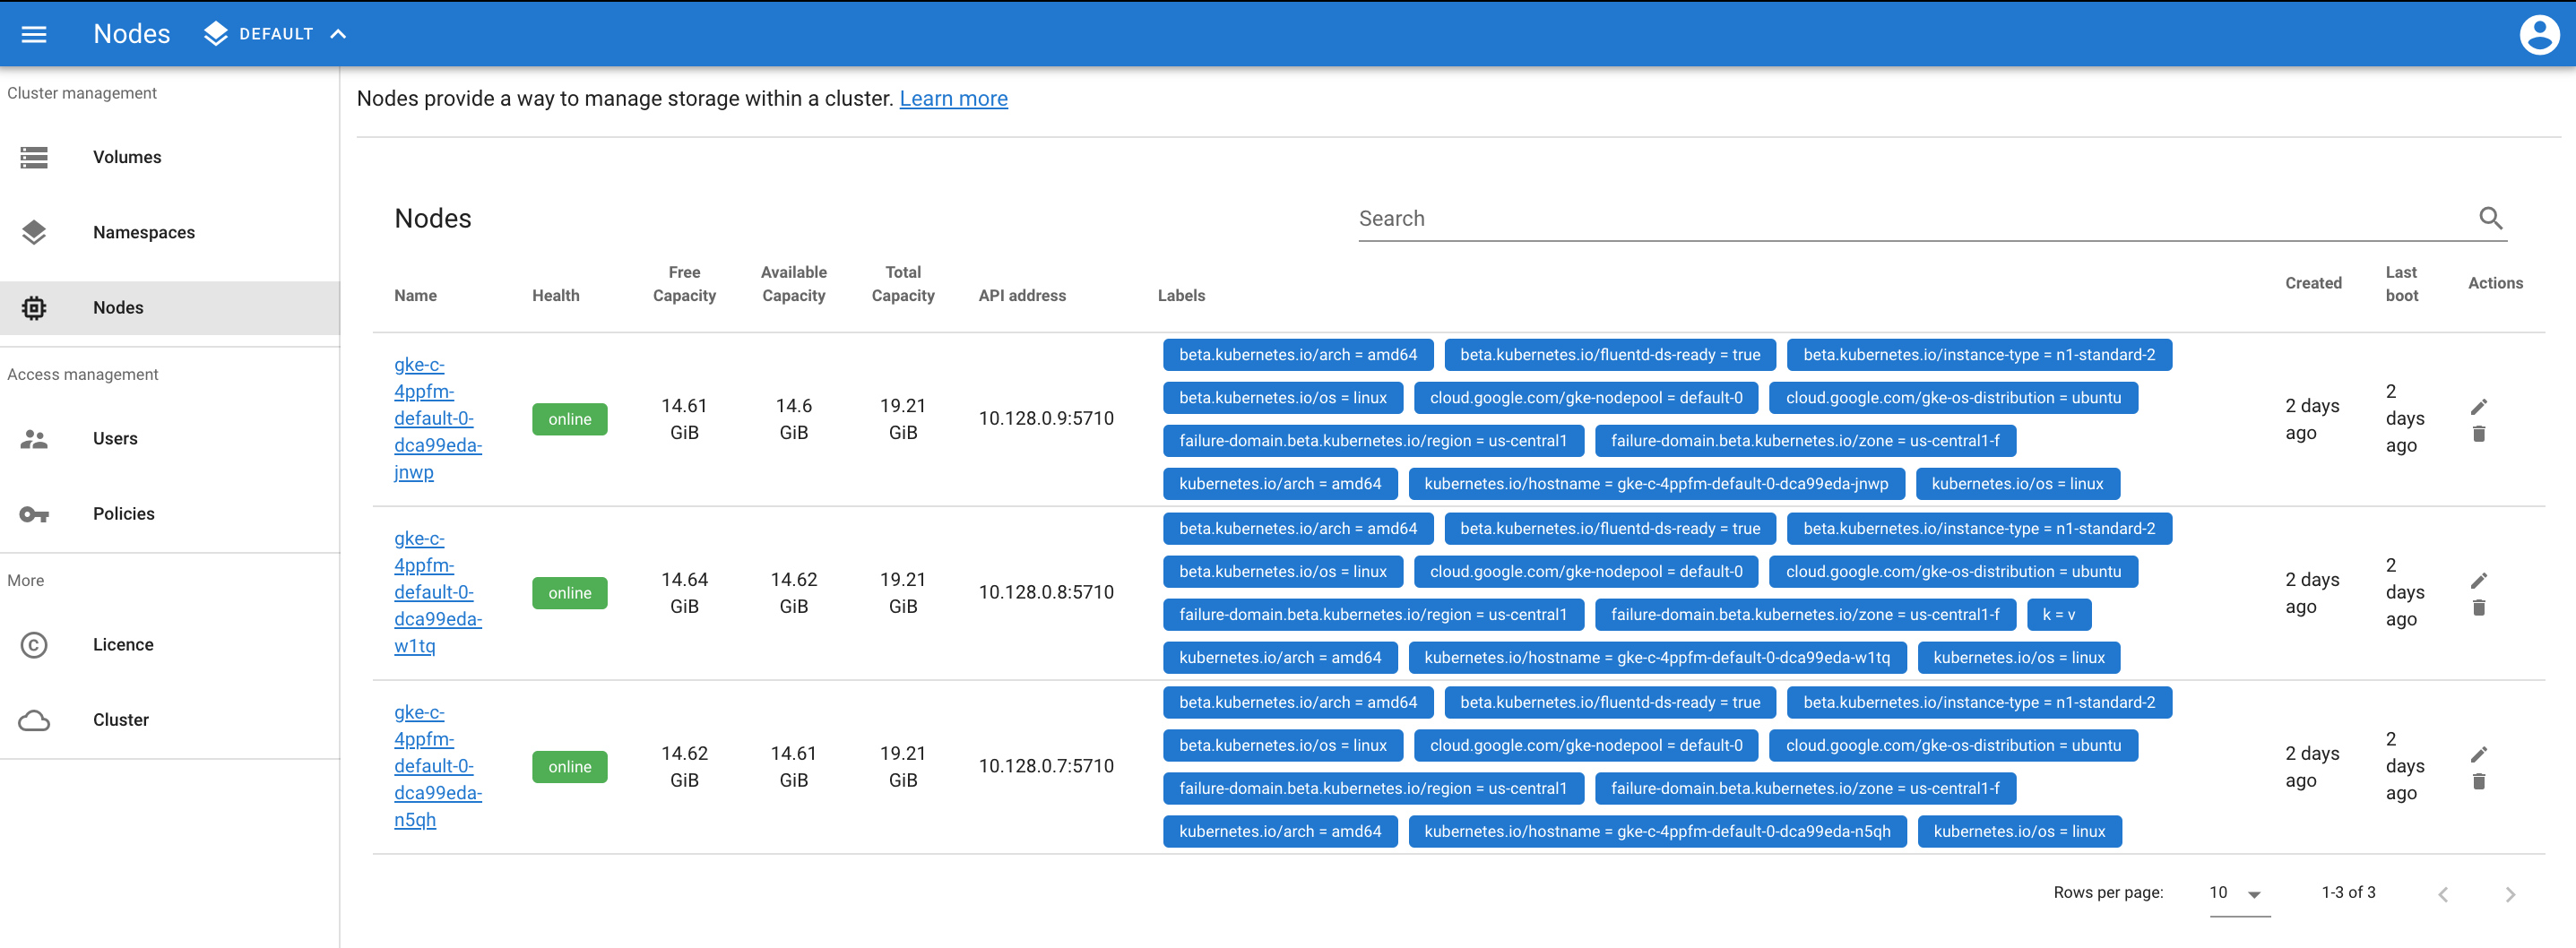 Nodes DEFAULT
Cluster management
Volumes
Namespaces
Nodes
Access management
Users
Policies
More
Licence
Cluster
Nodes provide a way to manage storage within a cluster. Learn more
Nodes
Search
Name Health Free Capacity Available Capacity Total Capacity API address Labels Created Last boot Actions
gke-c-
4ppfm-
default-0-
dca99eda-
jnwp
online
14.61
GiB
14.6
GiB
19.21
GiB
10.128.0.9:5710
beta.kubernetes.io/arch = amd64 beta.kubernetes.io/fluentd-ds-ready = true beta.kubernetes.io/instance-type = n1-standard-2
beta.kubernetes.io/os = linux cloud.google.com/gke-nodepool = default-0 cloud.google.com/gke-os-distribution = ubuntu
failure-domain.beta.kubernetes.io/region = us-central1 failure-domain.beta.kubernetes.io/zone = us-central1-f
kubernetes.io/arch = amd64 kubernetes.io/hostname = gke-c-4ppfm-default-0-dca99eda-jnwp kubernetes.io/os = linux
2 days
ago
2
days
ago
gke-c-
4ppfm-
default-0-
dca99eda-
w1tq
online
14.64
GiB
14.62
GiB
19.21
GiB
10.128.0.8:5710
beta.kubernetes.io/arch = amd64 beta.kubernetes.io/fluentd-ds-ready = true beta.kubernetes.io/instance-type = n1-standard-2
beta.kubernetes.io/os = linux cloud.google.com/gke-nodepool = default-0 cloud.google.com/gke-os-distribution = ubuntu
failure-domain.beta.kubernetes.io/region = us-central1 failure-domain.beta.kubernetes.io/zone = us-central1-f k = v
kubernetes.io/arch = amd64 kubernetes.io/hostname = gke-c-4ppfm-default-0-dca99eda-w1tq kubernetes.io/os = linux
2 days
ago
2
days
ago
gke-c-
4ppfm-
default-0-
dca99eda-
n5qh
online
14.62
GiB
14.61
GiB
19.21
GiB
10.128.0.7:5710
beta.kubernetes.io/arch = amd64 beta.kubernetes.io/fluentd-ds-ready = true beta.kubernetes.io/instance-type = n1-standard-2
beta.kubernetes.io/os = linux cloud.google.com/gke-nodepool = default-0 cloud.google.com/gke-os-distribution = ubuntu
failure-domain.beta.kubernetes.io/region = us-central1 failure-domain.beta.kubernetes.io/zone = us-central1-f
kubernetes.io/arch = amd64 kubernetes.io/hostname = gke-c-4ppfm-default-0-dca99eda-n5qh kubernetes.io/os = linux
2 days
ago
2
days
ago
Rows per page: 10 1-3 of 3